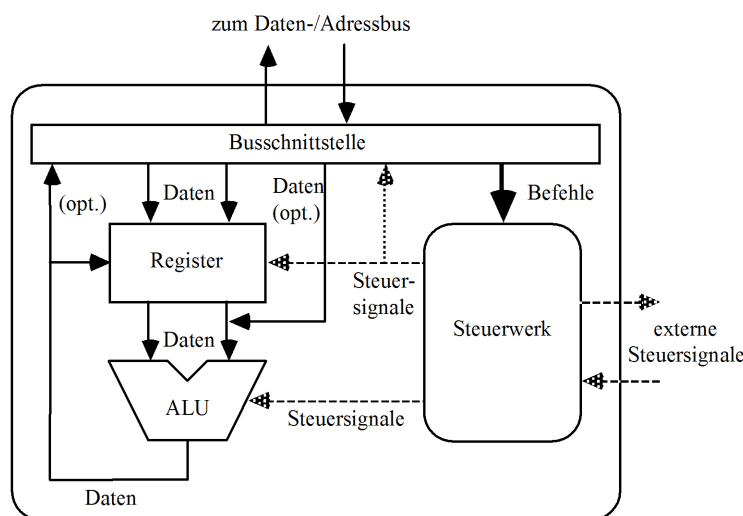 zum Daten-/Adressbus
Busschnittstelle
(opt.)
Daten
Daten
(opt.)
Befehle
Register
Steuer-
signale
Steuerwerk
externe
Steuersignale
Daten
ALU
Steuersignale
Daten